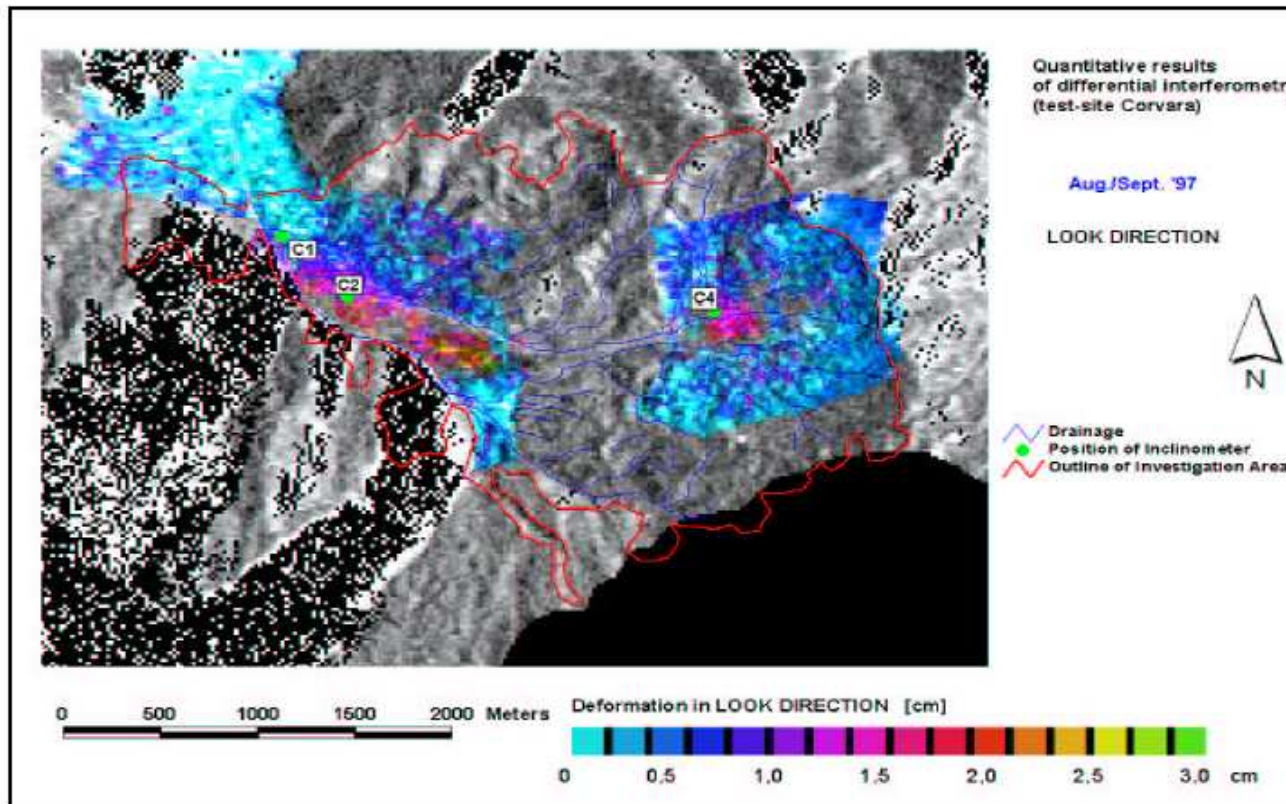 Quantitative results
of differential interferometr
(test-site Corvara)
Aug./Sept. '97
LOOK DIRECTION
C1
C2
C4
N
Drainage
Position of Inclinometer
Outline of Investigation Area
0 500 1000 1500 2000 Meters
Deformation in LOOK DIRECTION [cm]
0 0,5 1,0 1,5 2,0 2,5 3,0 cm